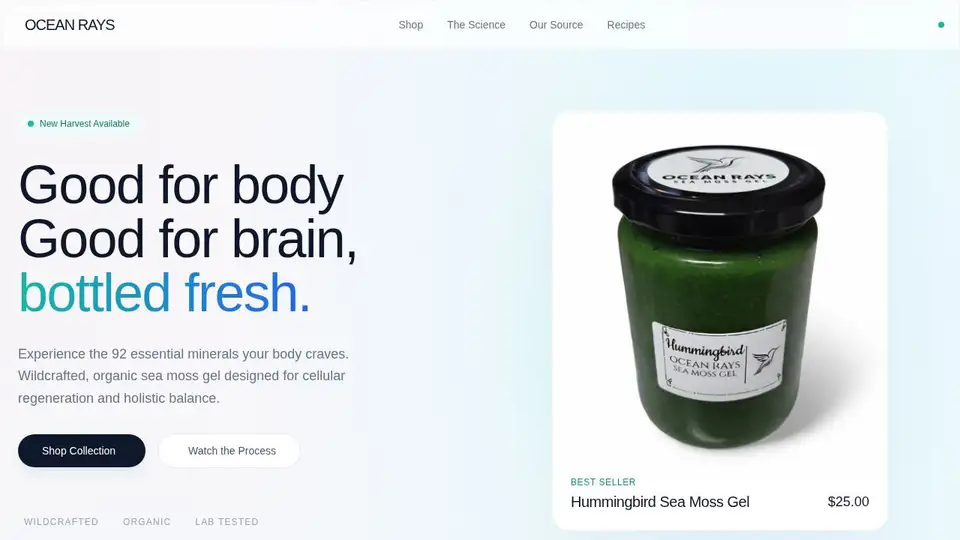 OCEAN RAYS
Shop
The Science
Our Source
Recipes
New Harvest Available
Good for body
Good for brain,
bottled fresh.
Experience the 92 essential minerals your body craves.
Wildcrafted, organic sea moss gel designed for cellular
regeneration and holistic balance.
Shop Collection
Watch the Process
WILDCRAFTED
ORGANIC
LAB TESTED
OCEAN RAYS
SEA MOSS GEL
Hummingbird
OCEAN RAYS
SEA MOSS GEL
BEST SELLER
Hummingbird Sea Moss Gel
$25.00